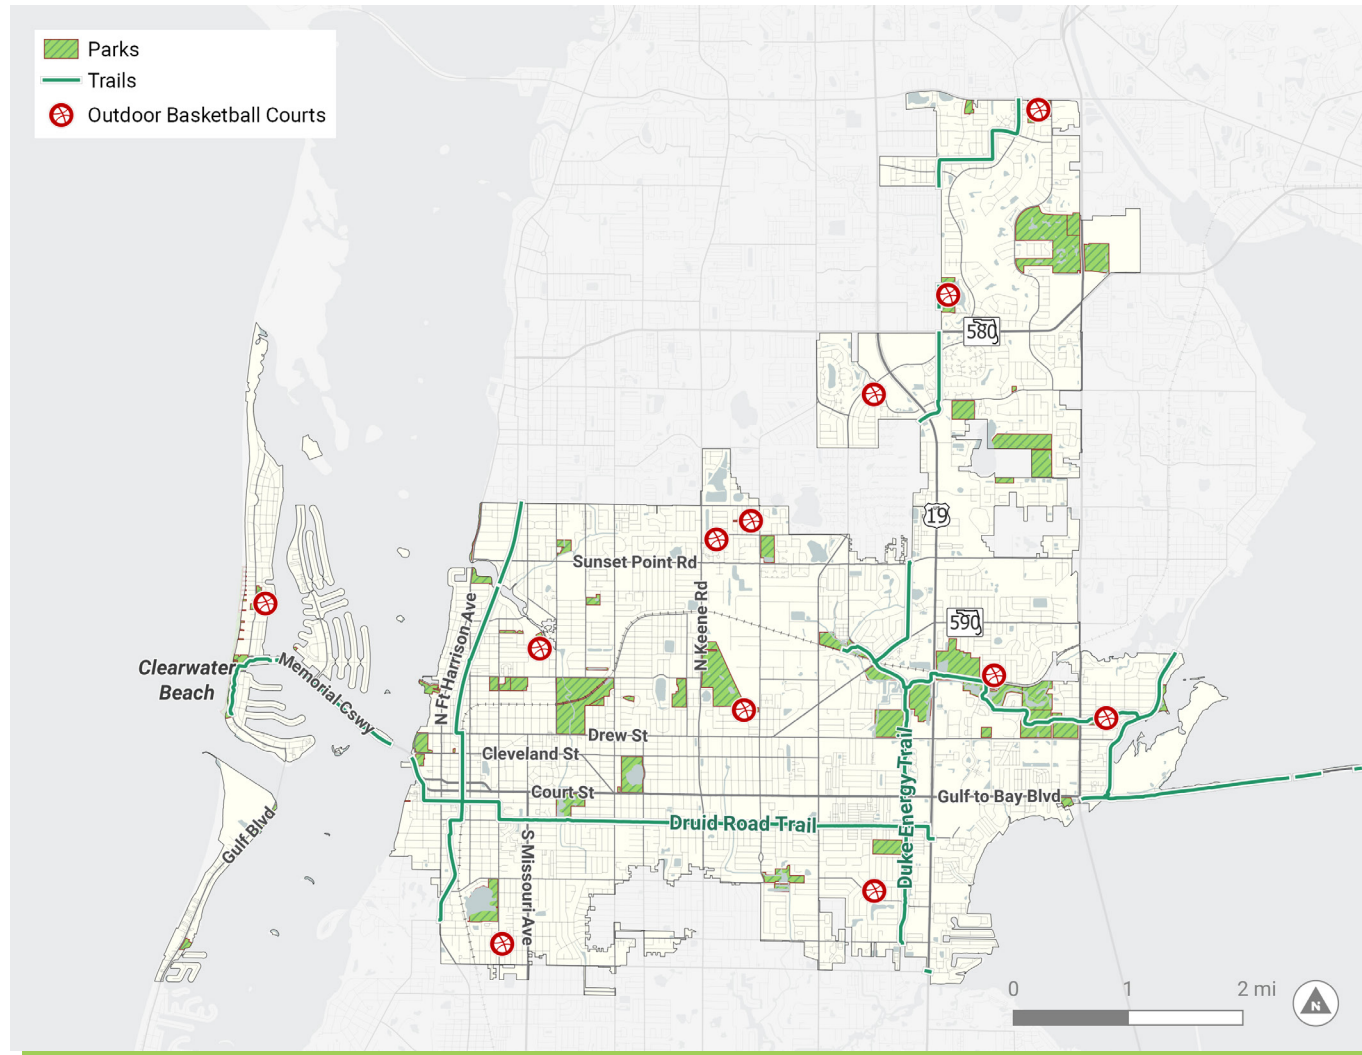 Parks
Trails
Outdoor Basketball Courts
580
19
Sunset Point Rd
590
N Keene Rd
N Ft Harrison Ave
Clearwater
Beach
Memorial Cswy
Drew St
Cleveland St
Court St
Gulf to Bay Blvd
Druid Road Trail
Duke Energy Trail
Gulf Blvd
S Missouri Ave
0 1 2 mi
N